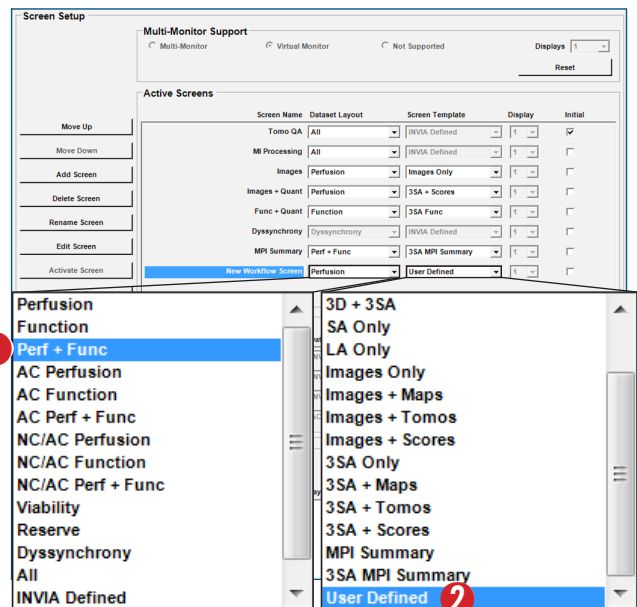 Screen Setup
Multi-Monitor Support
Multi-Monitor Virtual Monitor Not Supported Displays 1
Reset
Active Screens
Screen Name Dataset Layout Screen Template Display Initial
Move Up
Tomo QA All INVIA Defined 1
Move Down
MI Processing All INVIA Defined 1
Add Screen
Images Perfusion Images Only 1
Delete Screen
Images + Quant Perfusion 3SA + Scores 1
Rename Screen
Func + Quant Function 3SA Func 1
Dyssynchrony Dyssynchrony INVIA Defined 1
Edit Screen
MPI Summary Perf + Func 3SA MPI Summary 1
Activate Screen
New Workflow Screen Perfusion User Defined 1
Perfusion
Function
Perf + Func
AC Perfusion
AC Function
AC Perf + Func
NC/AC Perfusion
NC/AC Function
NC/AC Perf + Func
Viability
Reserve
Dyssynchrony
All
INVIA Defined
3D + 3SA
SA Only
LA Only
Images Only
Images + Maps
Images + Tomos
Images + Scores
3SA Only
3SA + Maps
3SA + Tomos
3SA + Scores
MPI Summary
3SA MPI Summary
User Defined 2